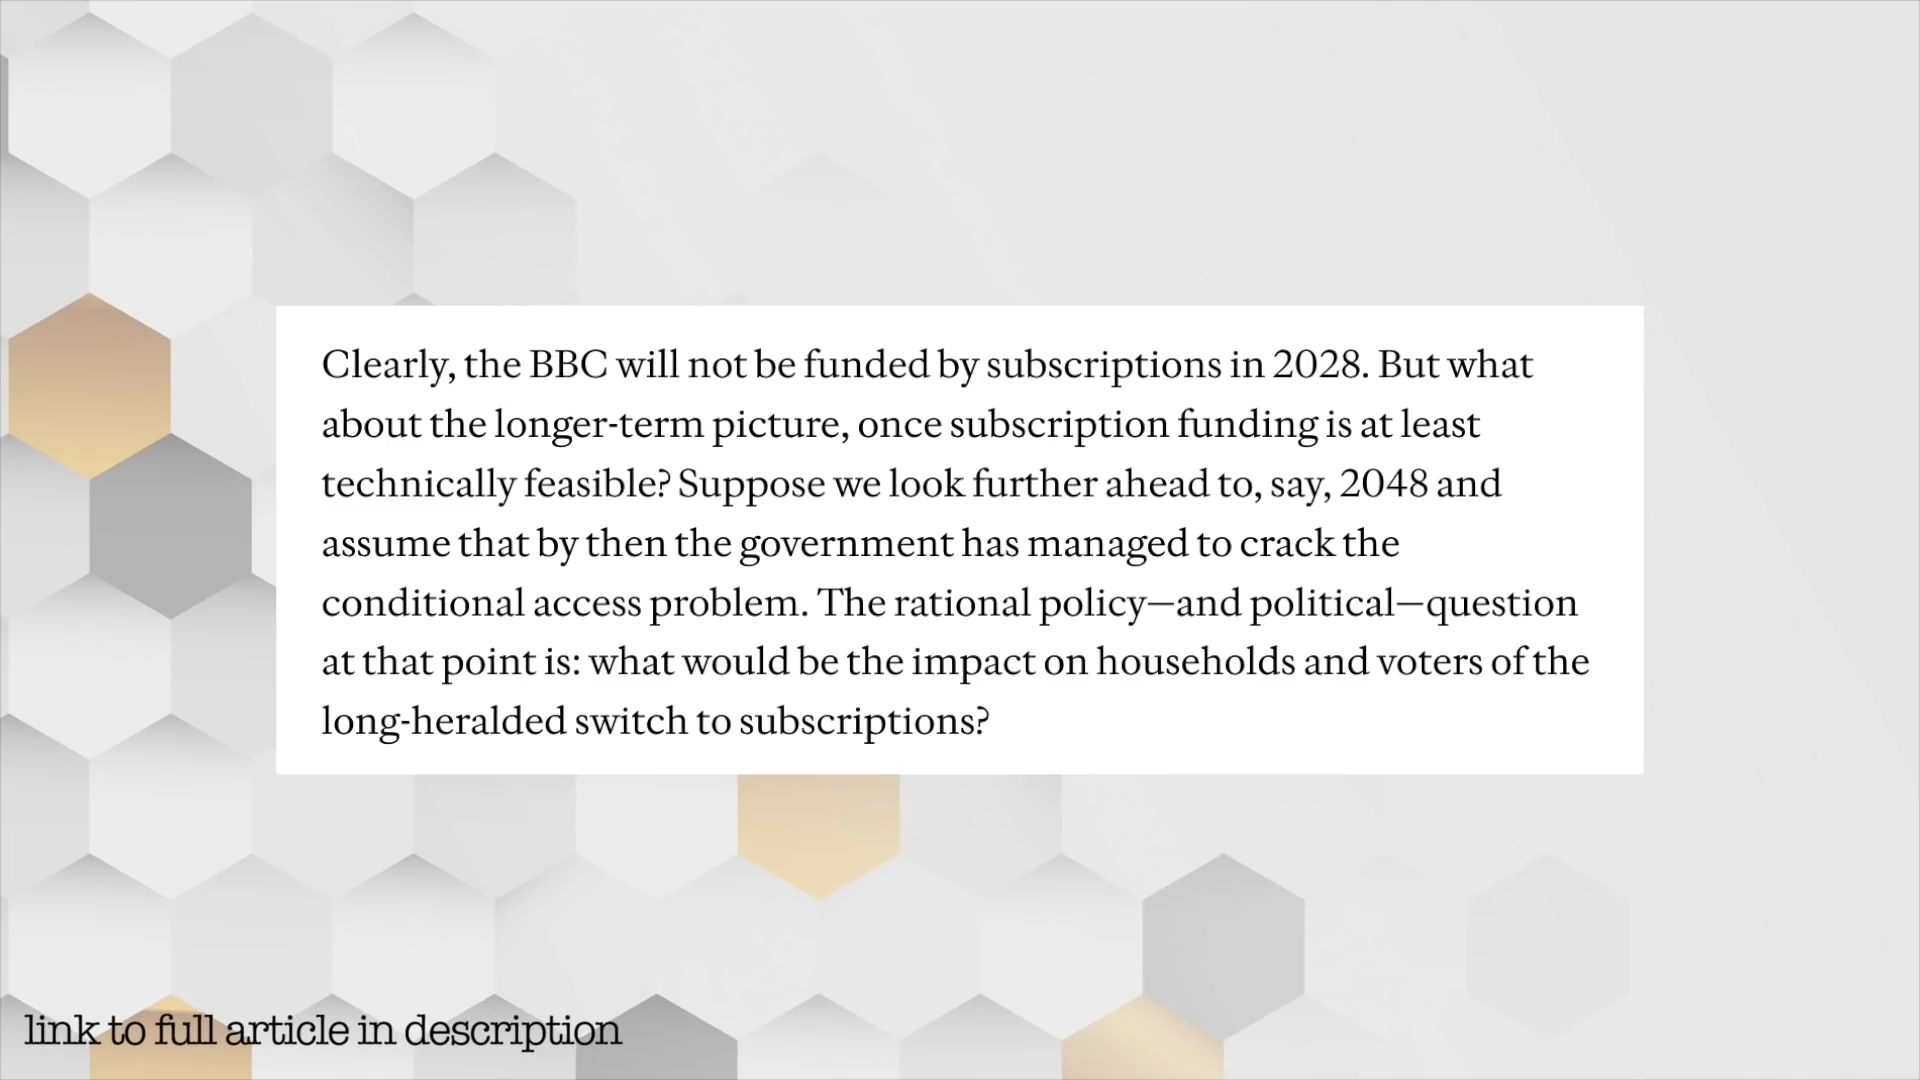 Clearly, the BBC will not be funded by subscriptions in 2028. But what
about the longer-term picture, once subscription funding is at least
technically feasible? Suppose we look further ahead to, say, 2048 and
assume that by then the government has managed to crack the
conditional access problem. The rational policy—and political—question
at that point is: what would be the impact on households and voters of the
long-heralded switch to subscriptions?
link to full article in description